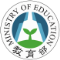 MINISTRY OF EDUCATION
教育部